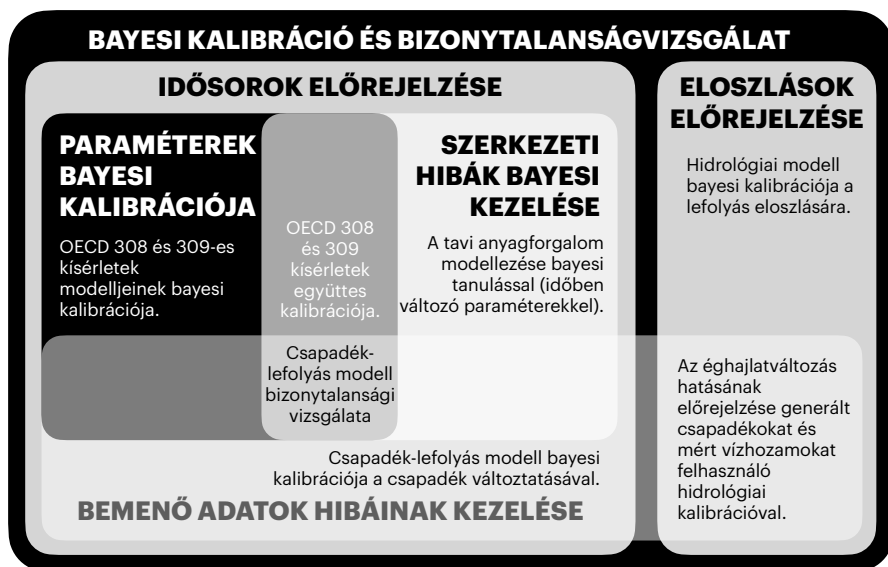 BAYESI KALIBRÁCIÓ ÉS BIZONYTALANSÁGVIZSGÁLAT
IDŐSOROK ELŐREJELZÉSE
PARAMÉTEREK
BAYESI
KALIBRÁCIÓJA
OECD 308 és 309-es
kísérletek
modelljeinek bayesi
kalibrációja.
OECD 308
és 309
kísérletek
együttes
kalibrációja.
SZERKEZETI
HIBÁK BAYESI
KEZELÉSE
A tavi anyagforgalom
modellezése bayesi
tanulással (időben
változó paraméterekkel).
Csapadék-
lefolyás modell
bizonytalansági
vizsgálata
Csapadék-lefolyás modell bayesi
kalibrációja a csapadék változtatásával.
BEMENŐ ADATOK HIBÁINAK KEZELÉSE
ELOSZLÁSOK
ELŐREJELZÉSE
Hidrológiai modell
bayesi kalibrációja a
lefolyás eloszlására.
Az éghajlatváltozás
hatásának
előrejelzése generált
csapadékokat és
mért vízhozamokat
felhasználó
hidrológiai
kalibrációval.